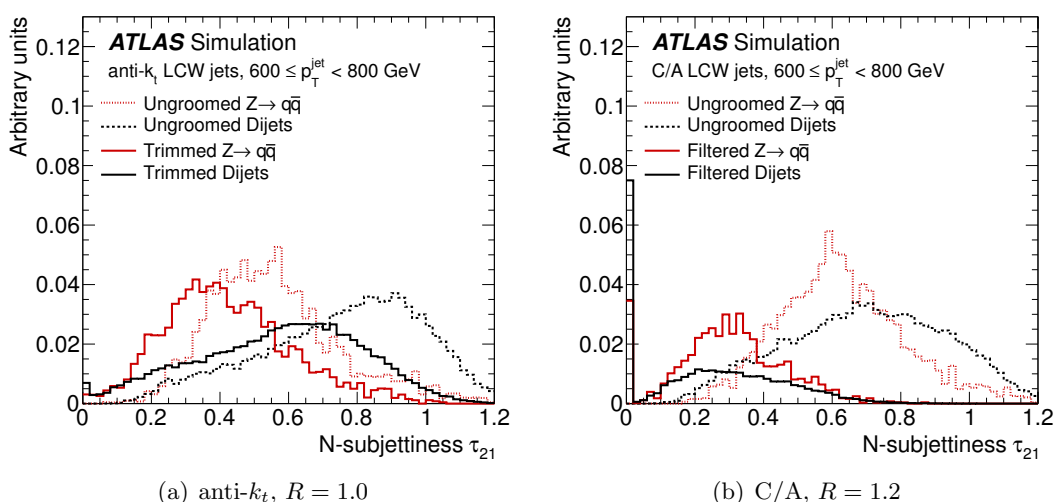 Arbitrary units
0.12
0.1
0.08
0.06
0.04
0.02
0
ATLAS Simulation
anti-k_t LCW jets, 600 ≤ p_T^jet < 800 GeV
Ungroomed Z→ qq̄
Ungroomed Dijets
Trimmed Z→ qq̄
Trimmed Dijets
0 0.2 0.4 0.6 0.8 1 1.2
N-subjettiness τ_21
(a) anti-k_t, R = 1.0
Arbitrary units
0.12
0.1
0.08
0.06
0.04
0.02
0
ATLAS Simulation
C/A LCW jets, 600 ≤ p_T^jet < 800 GeV
Ungroomed Z→ qq̄
Ungroomed Dijets
Filtered Z→ qq̄
Filtered Dijets
0 0.2 0.4 0.6 0.8 1 1.2
N-subjettiness τ_21
(b) C/A, R = 1.2